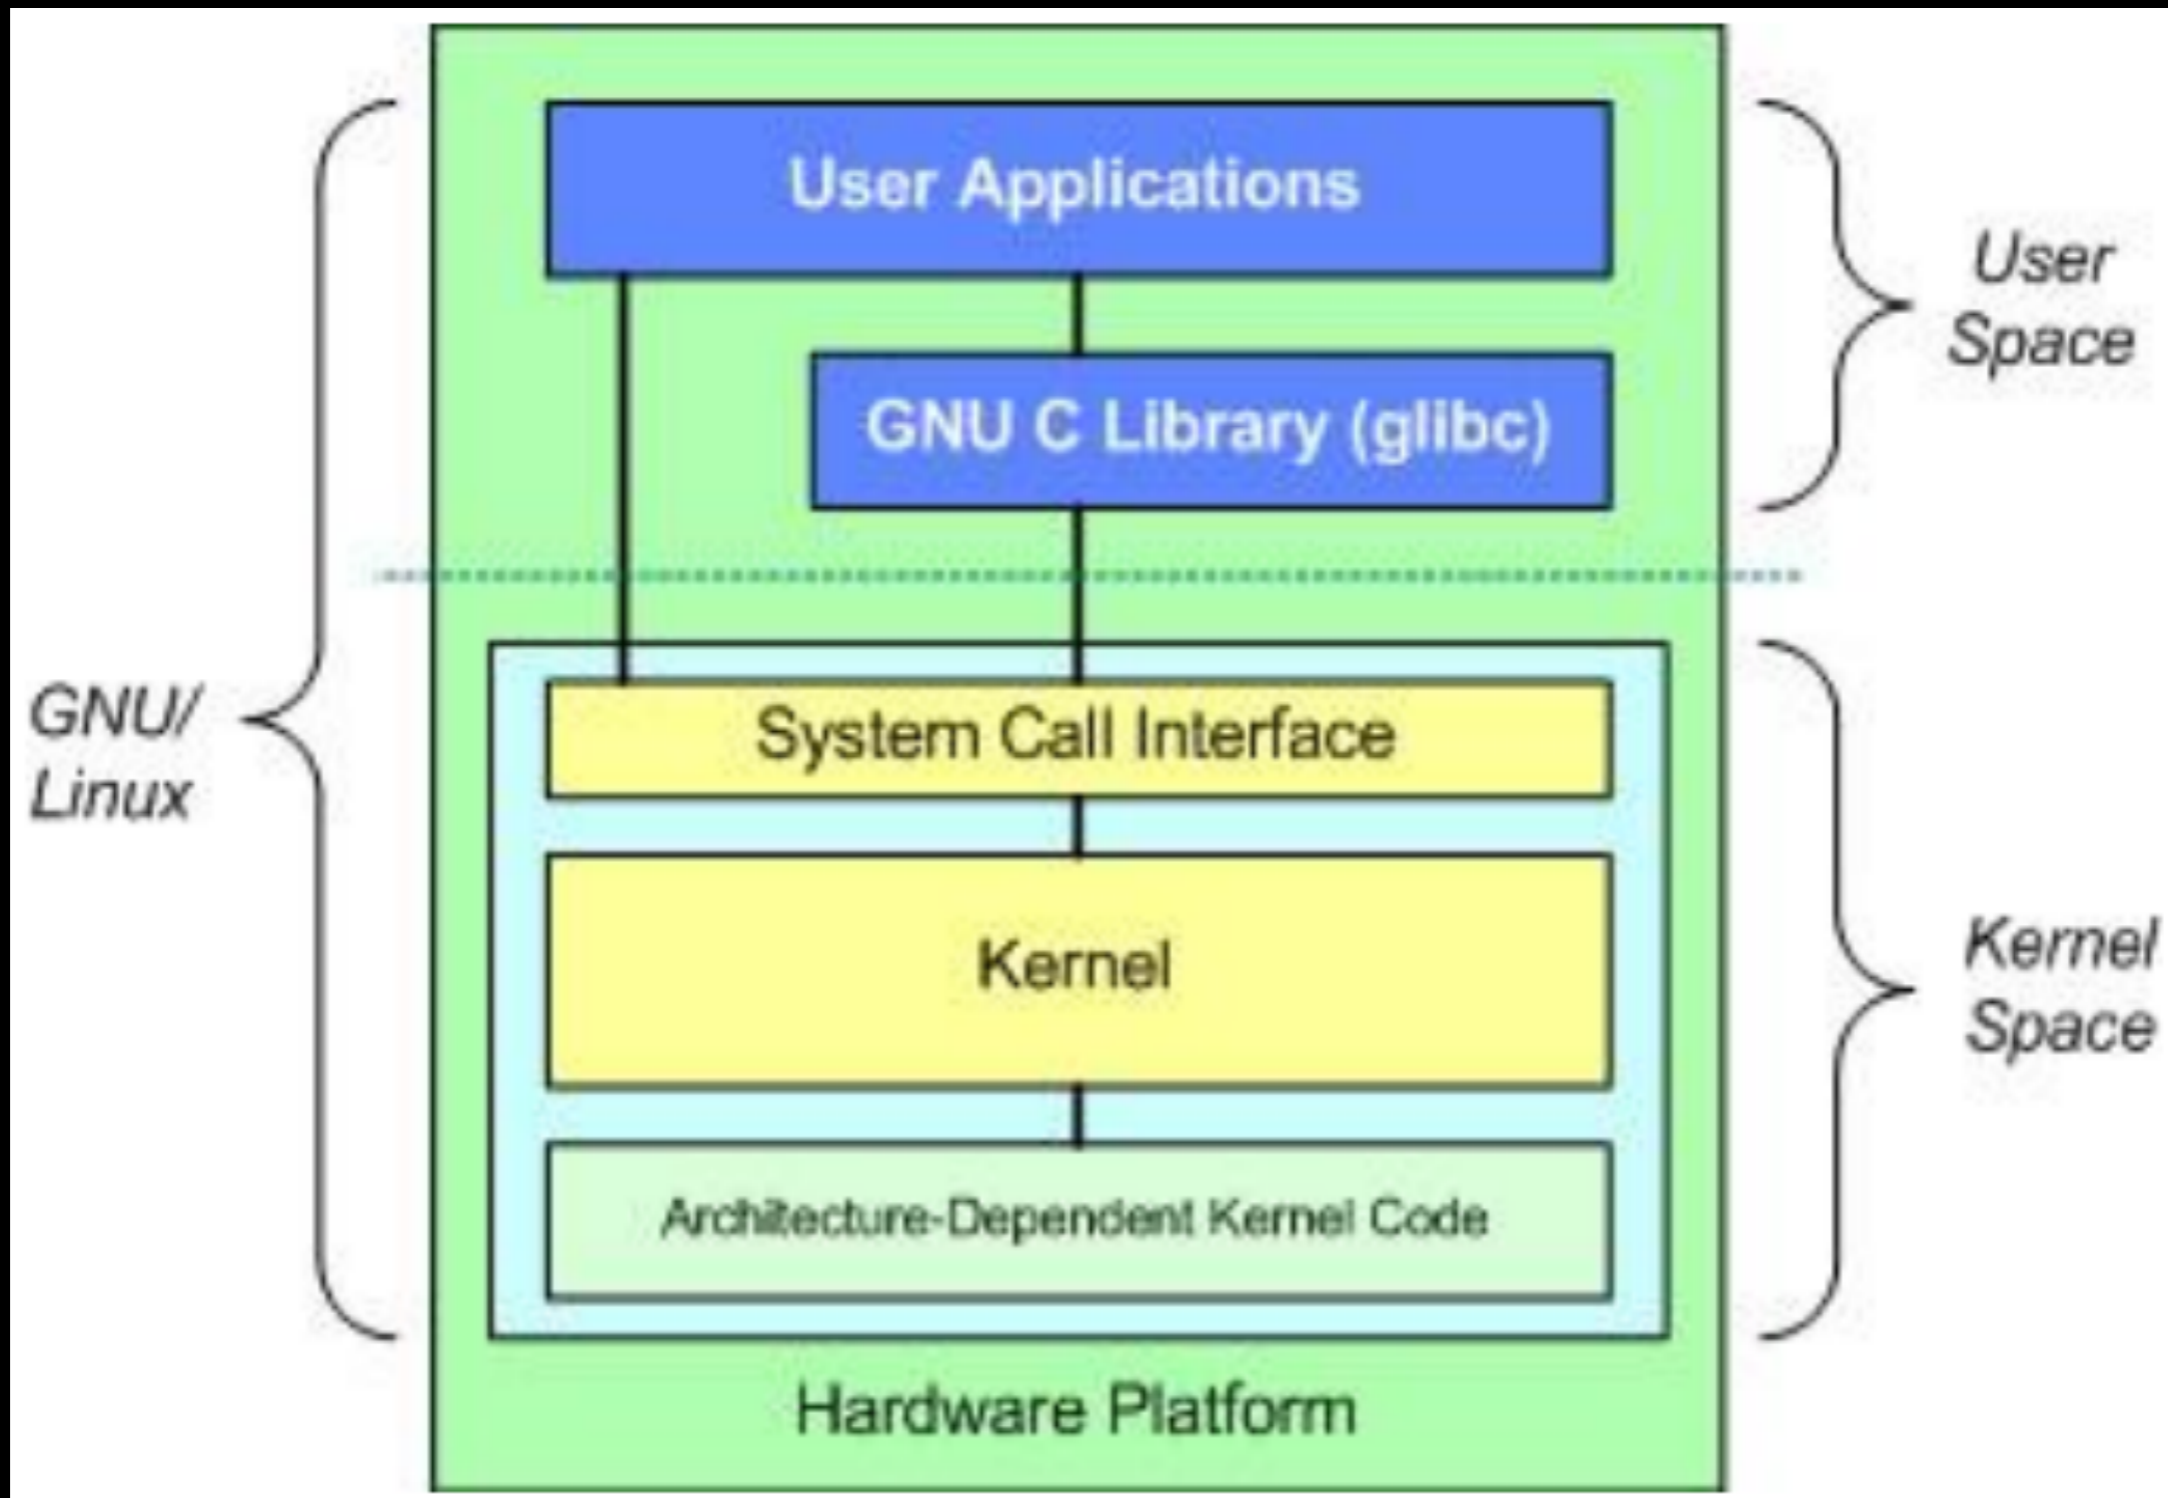 User Applications
User
Space
GNU C Library (glibc)
GNU/
Linux
System Call Interface
Kernel
Kernel
Space
Architecture-Dependent Kernel Code
Hardware Platform